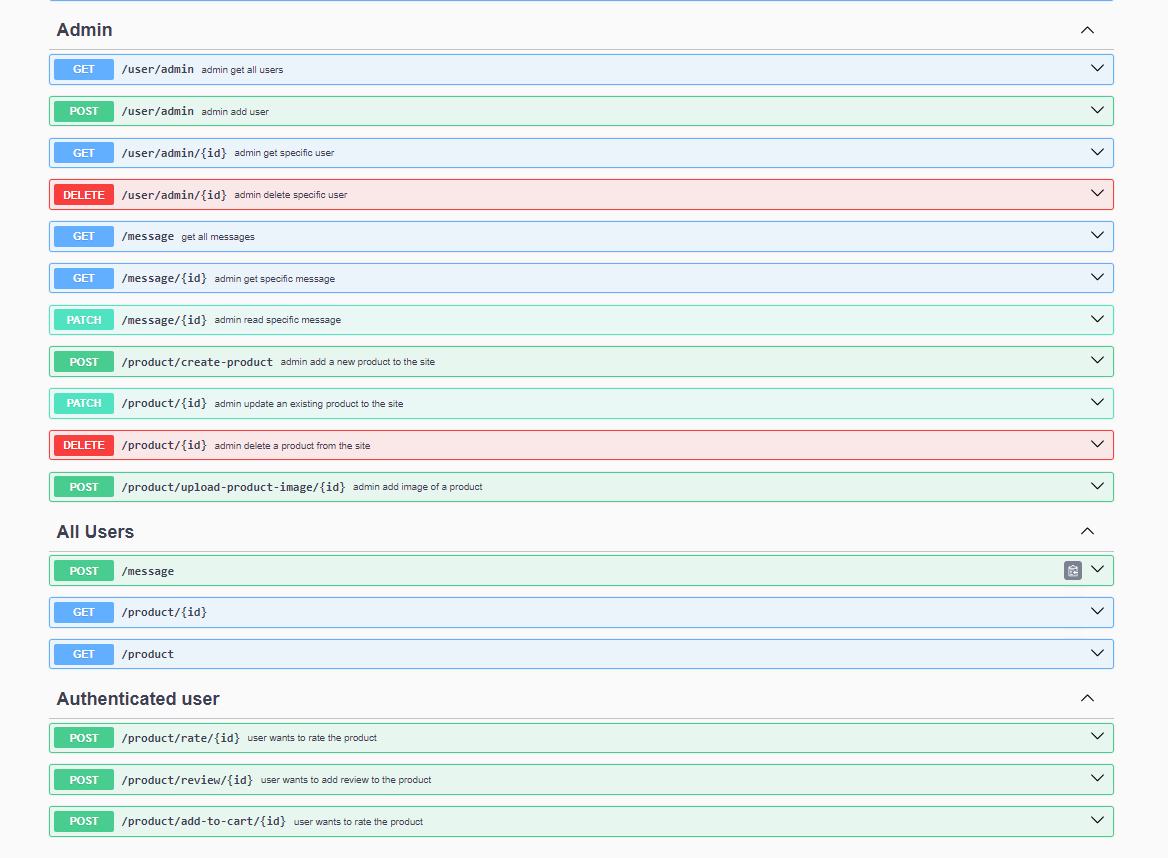 Admin
GET /user/admin admin get all users
POST /user/admin admin add user
GET /user/admin/{id} admin get specific user
DELETE /user/admin/{id} admin delete specific user
GET /message get all messages
GET /message/{id} admin get specific message
PATCH /message/{id} admin read specific message
POST /product/create-product admin add a new product to the site
PATCH /product/{id} admin update an existing product to the site
DELETE /product/{id} admin delete a product from the site
POST /product/upload-product-image/{id} admin add image of a product
All Users
POST /message
GET /product/{id}
GET /product
Authenticated user
POST /product/rate/{id} user wants to rate the product
POST /product/review/{id} user wants to add review to the product
POST /product/add-to-cart/{id} user wants to rate the product